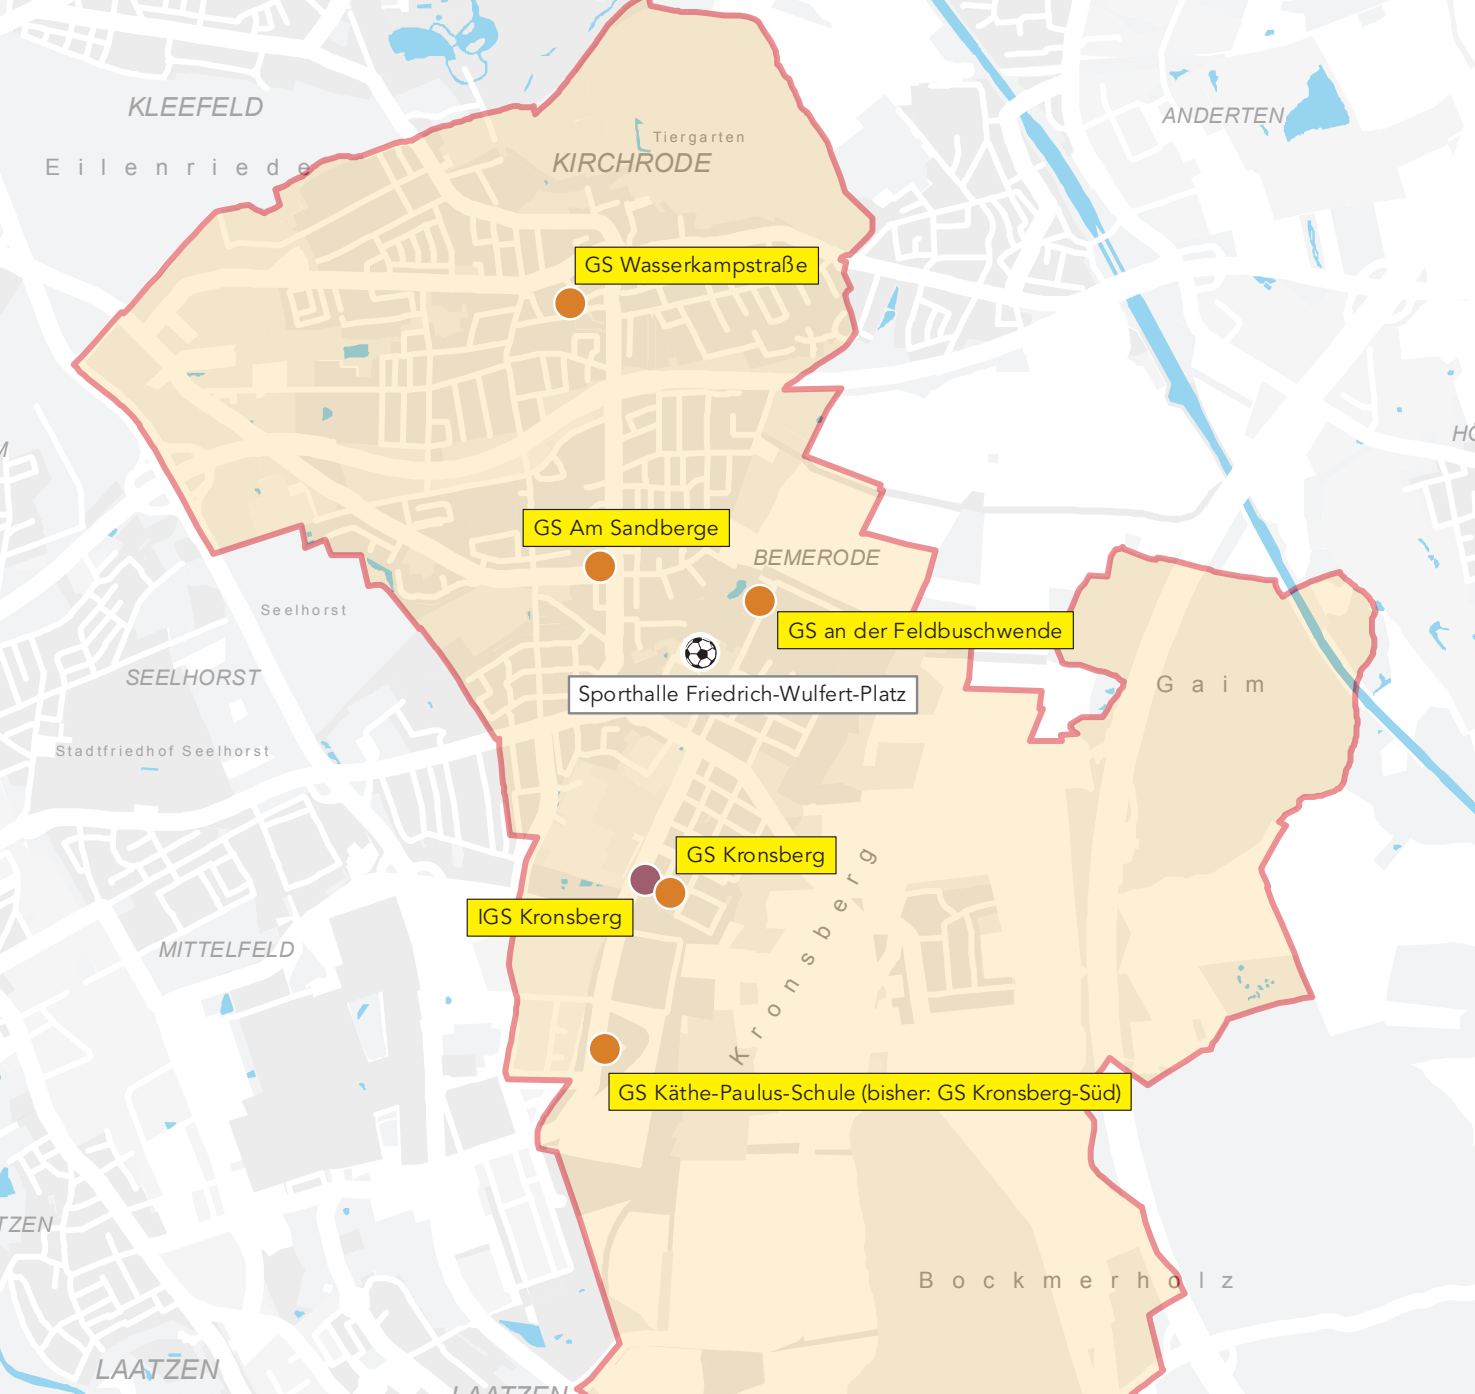 KLEEFELD
ANDERTEN
Tiergarten
Eilenriede
KIRCHRODE
GS Wasserkampstraße
GS Am Sandberge
BEMERODE
Seelhorst
GS an der Feldbuschwende
SEELHORST
Gaim
Sporthalle Friedrich-Wulfert-Platz
Stadtfriedhof Seelhorst
GS Kronsberg
IGS Kronsberg
Kronsberg
MITTELFELD
GS Käthe-Paulus-Schule (bisher: GS Kronsberg-Süd)
TZEN
Bockmerholz
LAATZEN
LAATZEN